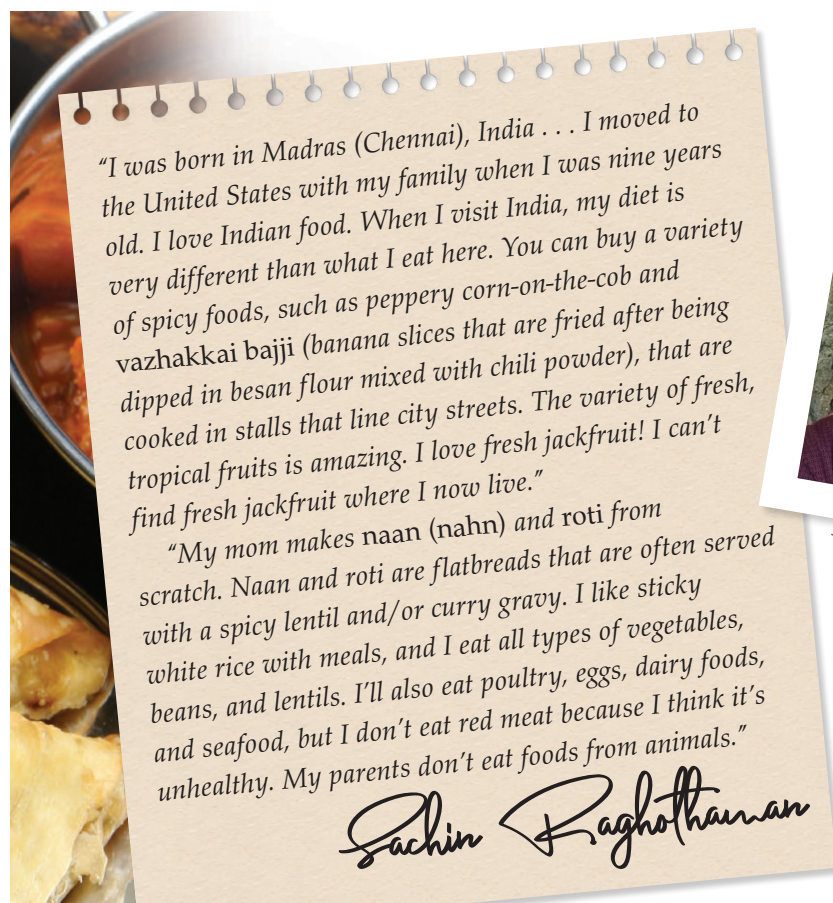 “I was born in Madras (Chennai), India . . . I moved to
the United States with my family when I was nine years
old. I love Indian food. When I visit India, my diet is
very different than what I eat here. You can buy a variety
of spicy foods, such as peppery corn-on-the-cob and
vazhakkai bajji (banana slices that are fried after being
dipped in besan flour mixed with chili powder), that are
cooked in stalls that line city streets. The variety of fresh,
tropical fruits is amazing. I love fresh jackfruit! I can’t
find fresh jackfruit where I now live.”
“My mom makes naan (nahn) and roti from
scratch. Naan and roti are flatbreads that are often served
with a spicy lentil and/or curry gravy. I like sticky
white rice with meals, and I eat all types of vegetables,
beans, and lentils. I’ll also eat poultry, eggs, dairy foods,
and seafood, but I don’t eat red meat because I think it’s
unhealthy. My parents don’t eat foods from animals.”
Sachin Raghothaman